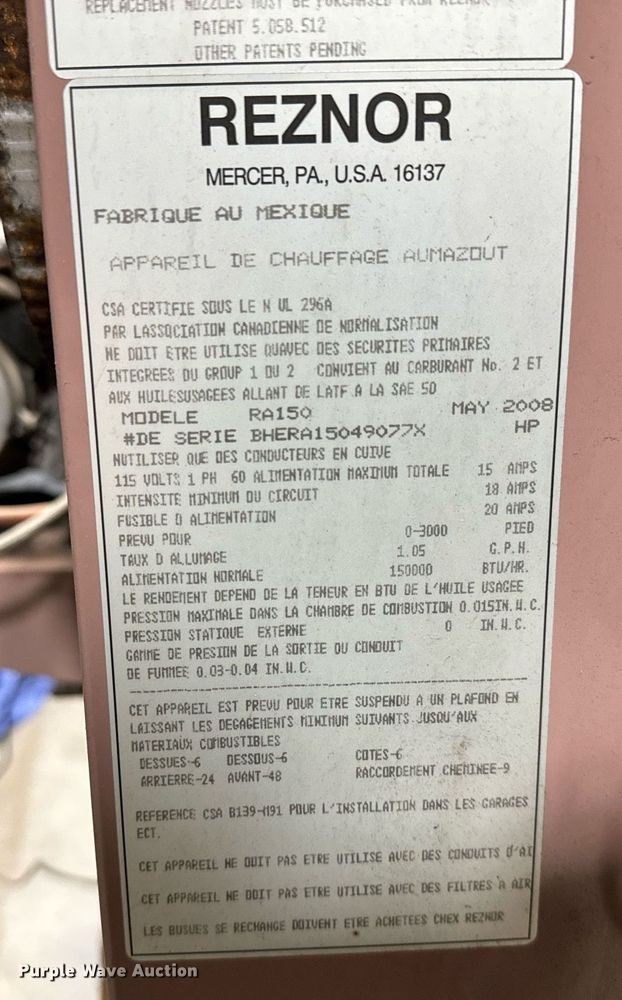 REPLACEMENT NOZZLES MUST BE PURCHASED FROM REZNOR
PATENT 5.058.512
OTHER PATENTS PENDING
REZNOR
MERCER, PA., U.S.A. 16137
FABRIQUE AU MEXIQUE
APPAREIL DE CHAUFFAGE AUMAZOUT
CSA CERTIFIE SOUS LE N UL 296A
PAR LASSOCIATION CANADIENNE DE NORMALISATION
NE DOIT ETRE UTILISE QUAVEC DES SECURITES PRIMAIRES
INTEGREES DU GROUP 1 OU 2 CONVIENT AU CARBURANT No. 2 ET
AUX HUILESUSAGEES ALLANT DE LATF A LA SAE 50
MODELE RA150 MAY 2008
#DE SERIE BHERA15049077X HP
NUTILISER QUE DES CONDUCTEURS EN CUIVE
115 VOLTS 1 PH 60 ALIMENTATION MAXIMUM TOTALE 15 AMPS
INTENSITE MINIMUM DU CIRCUIT 18 AMPS
FUSIBLE D ALIMENTATION 20 AMPS
PREVU POUR 0-3000 PIED
TAUX D ALLUMAGE 1.05 G.P.H.
ALIMENTATION NORMALE 150000 BTU/HR.
LE RENDEMENT DEPEND DE LA TENEUR EN BTU DE L'HUILE USAGEE
PRESSION MAXIMALE DANS LA CHAMBRE DE COMBUSTION 0.015IN.W.C.
PRESSION STATIQUE EXTERNE 0 IN.W.C.
GAMME DE PRESION DE LA SORTIE OU CONDUIT
DE FUMMEE 0.03-0.04 IN.W.C.
CET APPAREIL EST PREVU POUR ETRE SUSPENDU A UN PLAFOND EN
LAISSANT LES DEGAGEMENTS MINIMUM SUIVANTS JUSQU'AUX
MATERIAUX COMBUSTIBLES
DESSUES-6 DESSOUS-6 COTES-6
ARRIERRE-24 AVANT-48 RACCORDEMENT CHEMINEE-9
REFERENCE CSA B139-M91 POUR L'INSTALLATION DANS LES GARAGES
ECT.
CET APPAREIL NE DOIT PAS ETRE UTILISE AVEC DES CONDUITS D'AI
CET APPAREIL NE DOIT PAS ETRE UTILISE AVEC DES FILTRES A AIR
LES BUSUES SE RECHANGE DOIVENT ETRE ACHETEES CHEX REZNOR
Purple Wave Auction